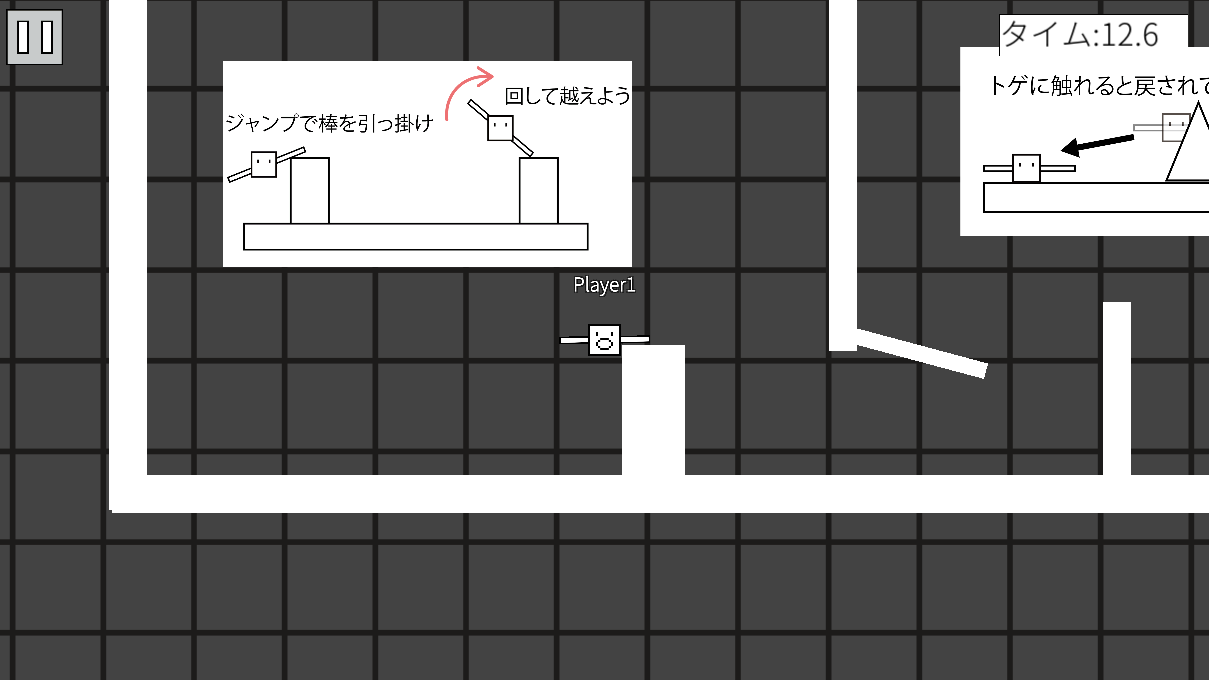 タイム:12.6
トゲに触れると戻されて
回して越えよう
ジャンプで棒を引っ掛け
Player1